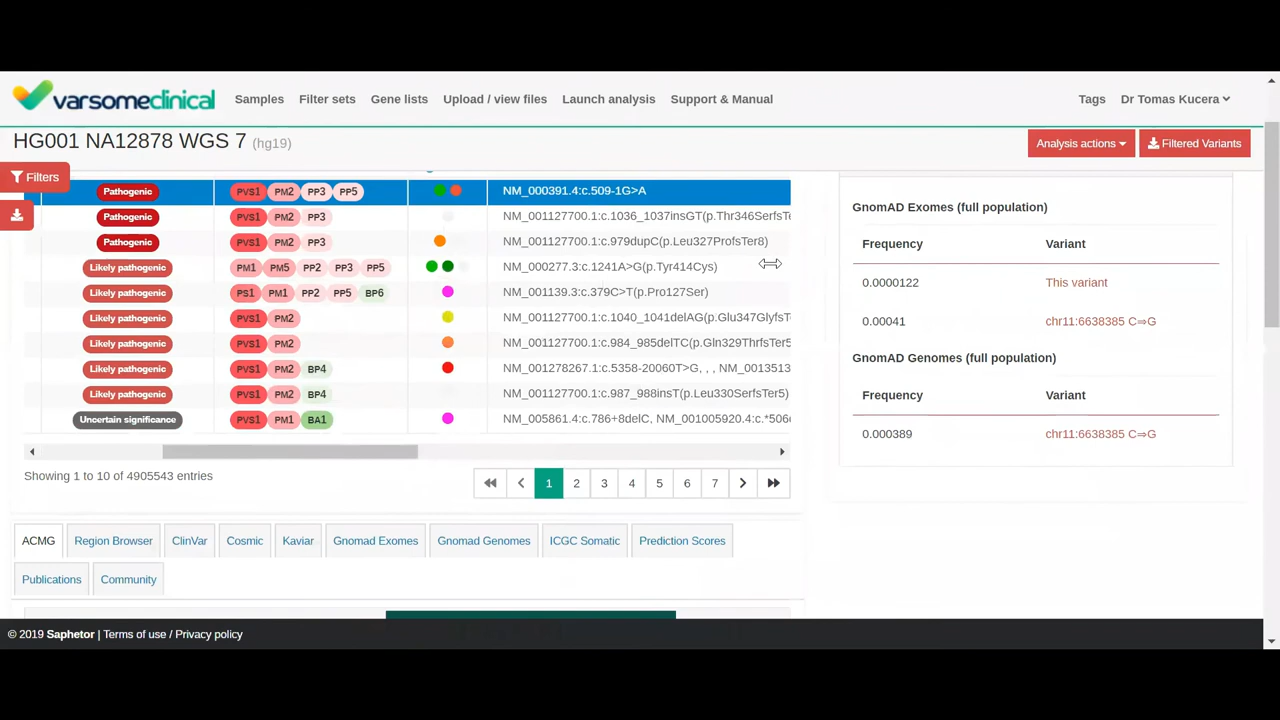 varsomeclinical Samples Filter sets Gene lists Upload / view files Launch analysis Support & Manual Tags Dr Tomas Kucera
HG001 NA12878 WGS 7 (hg19) Analysis actions Filtered Variants
Filters
Pathogenic PVS1 PM2 PP3 PP5 NM_000391.4:c.509-1G>A
Pathogenic PVS1 PM2 PP3 NM_001127700.1:c.1036_1037insGT(p.Thr346SerfsTe
Pathogenic PVS1 PM2 PP3 NM_001127700.1:c.979dupC(p.Leu327ProfsTer8)
Likely pathogenic PM1 PM5 PP2 PP3 PP5 NM_000277.3:c.1241A>G(p.Tyr414Cys)
Likely pathogenic PS1 PM1 PP2 PP5 BP6 NM_001139.3:c.379C>T(p.Pro127Ser)
Likely pathogenic PVS1 PM2 NM_001127700.1:c.1040_1041delAG(p.Glu347GlyfsT
Likely pathogenic PVS1 PM2 NM_001127700.1:c.984_985delTC(p.Gln329ThrfsTer5
Likely pathogenic PVS1 PM2 BP4 NM_001278267.1:c.5358-20060T>G, , , NM_0013513
Likely pathogenic PVS1 PM2 BP4 NM_001127700.1:c.987_988insT(p.Leu330SerfsTer5)
Uncertain significance PVS1 PM1 BA1 NM_005861.4:c.786+8delC, NM_001005920.4:c.*506
Showing 1 to 10 of 4905543 entries
1 2 3 4 5 6 7
GnomAD Exomes (full population)
Frequency Variant
0.0000122 This variant
0.00041 chr11:6638385 C⇒G
GnomAD Genomes (full population)
Frequency Variant
0.000389 chr11:6638385 C⇒G
ACMG Region Browser ClinVar Cosmic Kaviar Gnomad Exomes Gnomad Genomes ICGC Somatic Prediction Scores
Publications Community
© 2019 Saphetor | Terms of use / Privacy policy